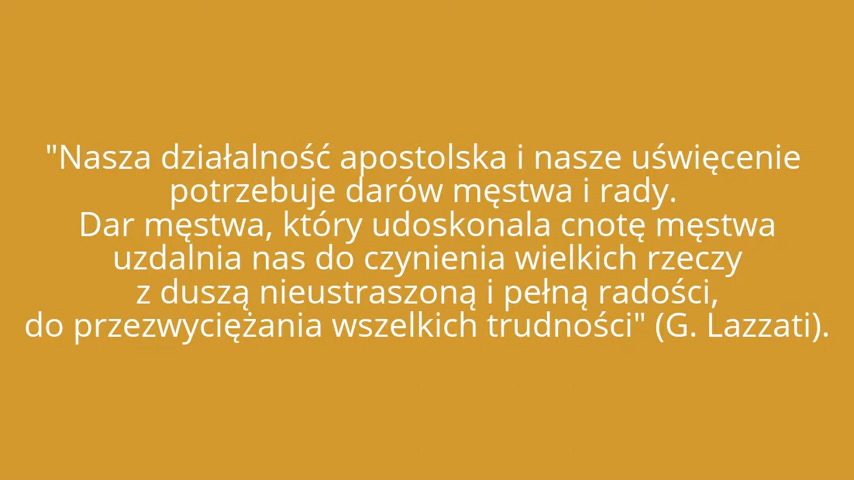 "Nasza działalność apostolska i nasze uświęcenie
potrzebuje darów męstwa i rady.
Dar męstwa, który udoskonala cnotę męstwa
uzdalnia nas do czynienia wielkich rzeczy
z duszą nieustraszoną i pełną radości,
do przezwyciężania wszelkich trudności" (G. Lazzati).